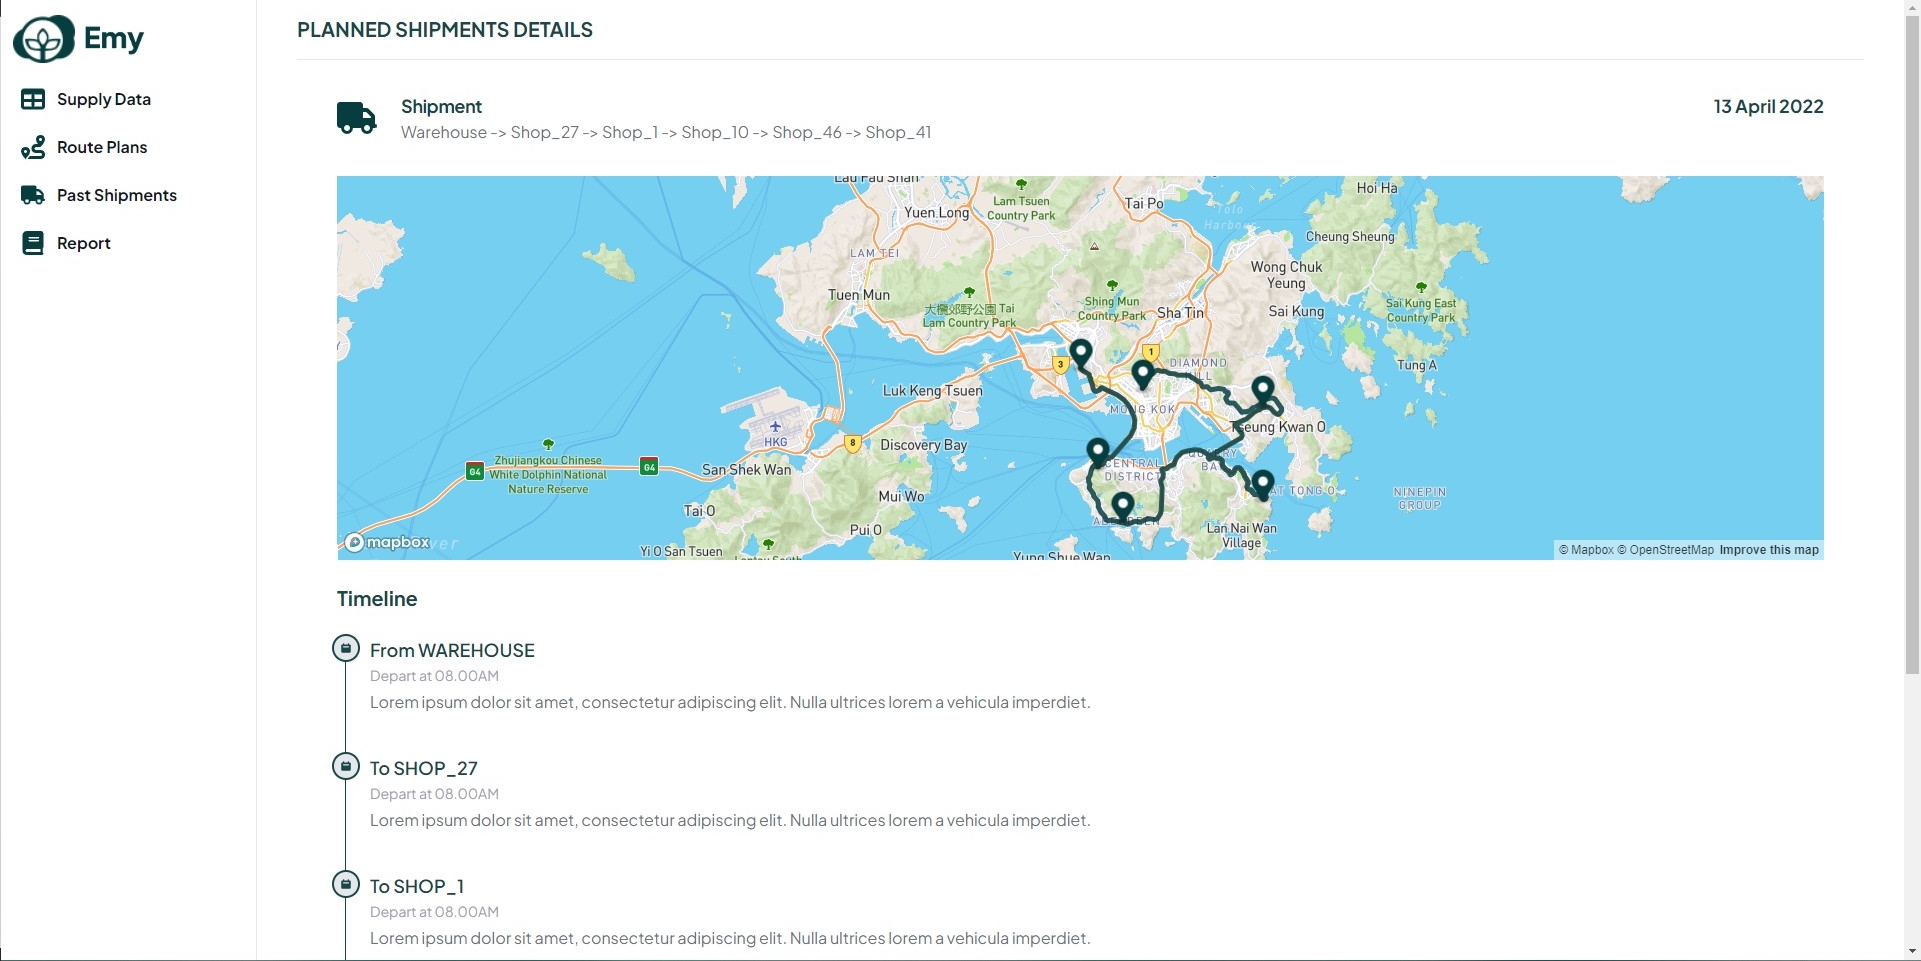 Emy
Supply Data
Route Plans
Past Shipments
Report
PLANNED SHIPMENTS DETAILS
Shipment
13 April 2022
Warehouse -> Shop_27 -> Shop_1 -> Shop_10 -> Shop_46 -> Shop_41
Lau Fau Shan
Yuen Long
Lam Tsuen
Country Park
Tai Po
Tolo
Harbour
Hoi Ha
Cheung Sheung
LAM TEI
Wong Chuk
Yeung
Tuen Mun
大欖郊野公園 Tai
Lam Country Park
Shing Mun
Country Park
Sha Tin
Sai Kung
Sai Kung East
Country Park
3
1
DIAMOND
Tung A
Luk Keng Tsuen
MONG KOK
HKG
8
Discovery Bay
Tseung Kwan O
G4
Zhujiangkou Chinese
White Dolphin National
Nature Reserve
G4
San Shek Wan
CENTRAL
DISTRICT
Mui Wo
NINEPIN
GROUP
Tai O
Pui O
Lan Nai Wan
Village
mapbox
Yi O San Tsuen
Yung Shue Wan
© Mapbox © OpenStreetMap Improve this map
Timeline
From WAREHOUSE
Depart at 08.00AM
Lorem ipsum dolor sit amet, consectetur adipiscing elit. Nulla ultrices lorem a vehicula imperdiet.
To SHOP_27
Depart at 08.00AM
Lorem ipsum dolor sit amet, consectetur adipiscing elit. Nulla ultrices lorem a vehicula imperdiet.
To SHOP_1
Depart at 08.00AM
Lorem ipsum dolor sit amet, consectetur adipiscing elit. Nulla ultrices lorem a vehicula imperdiet.